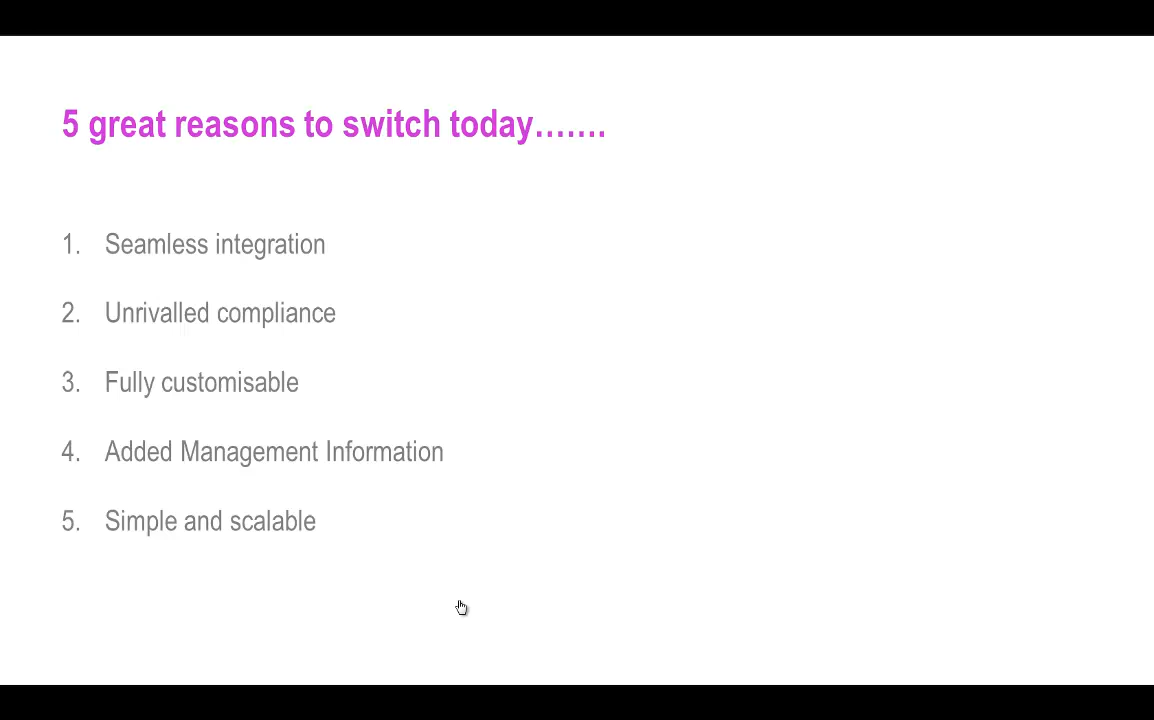 5 great reasons to switch today…….
1. Seamless integration
2. Unrivalled compliance
3. Fully customisable
4. Added Management Information
5. Simple and scalable